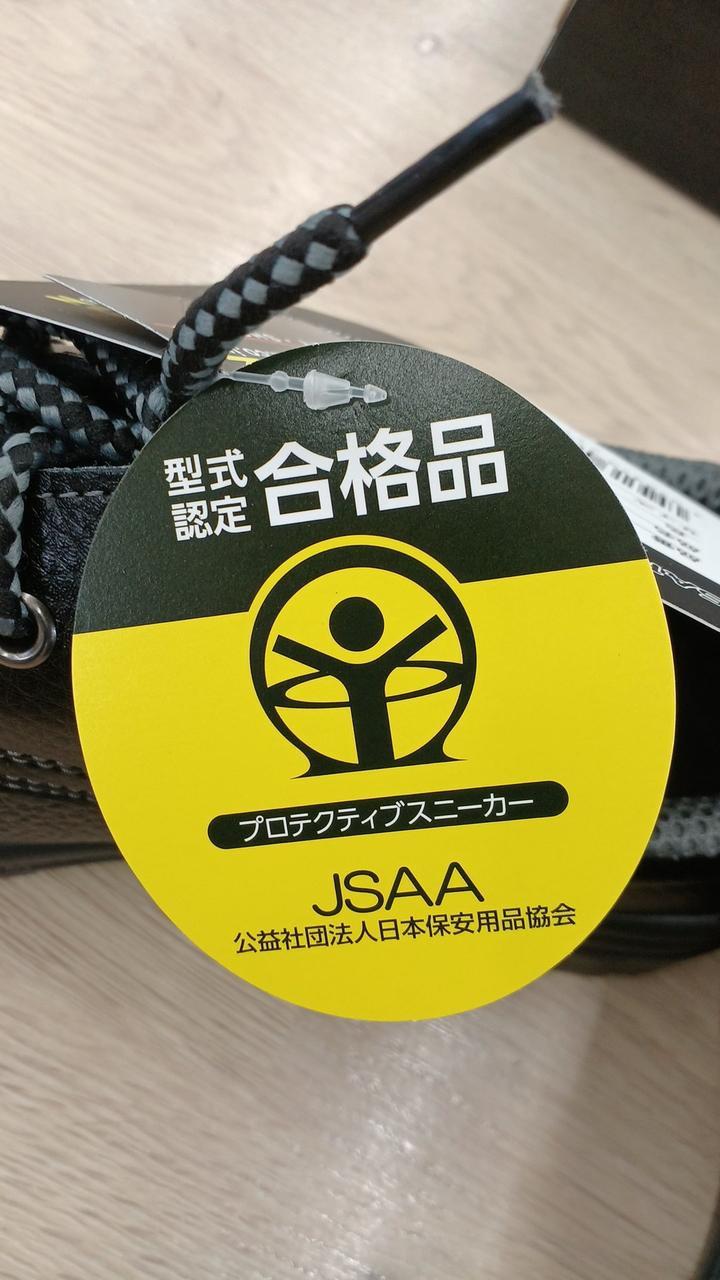 型式
認定
合格品
プロテクティブスニーカー
JSAA
公益社団法人日本保安用品協会